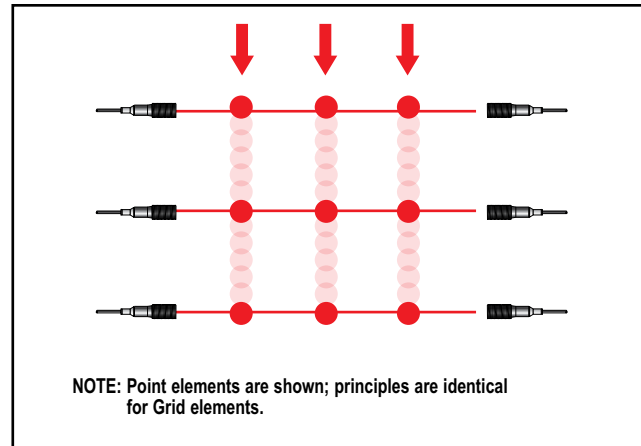 NOTE: Point elements are shown; principles are identical
for Grid elements.